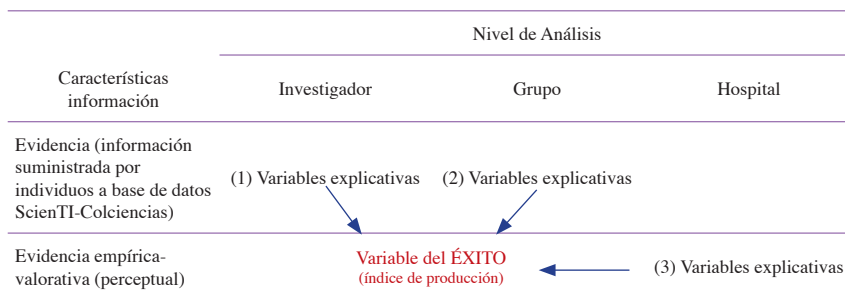 Nivel de Análisis
Características
información
Investigador
Grupo
Hospital
Evidencia (información
suministrada por
individuos a base de datos
ScienTI-Colciencias)
(1) Variables explicativas
(2) Variables explicativas
Evidencia empírica-
valorativa (perceptual)
Variable del ÉXITO
(índice de producción)
(3) Variables explicativas